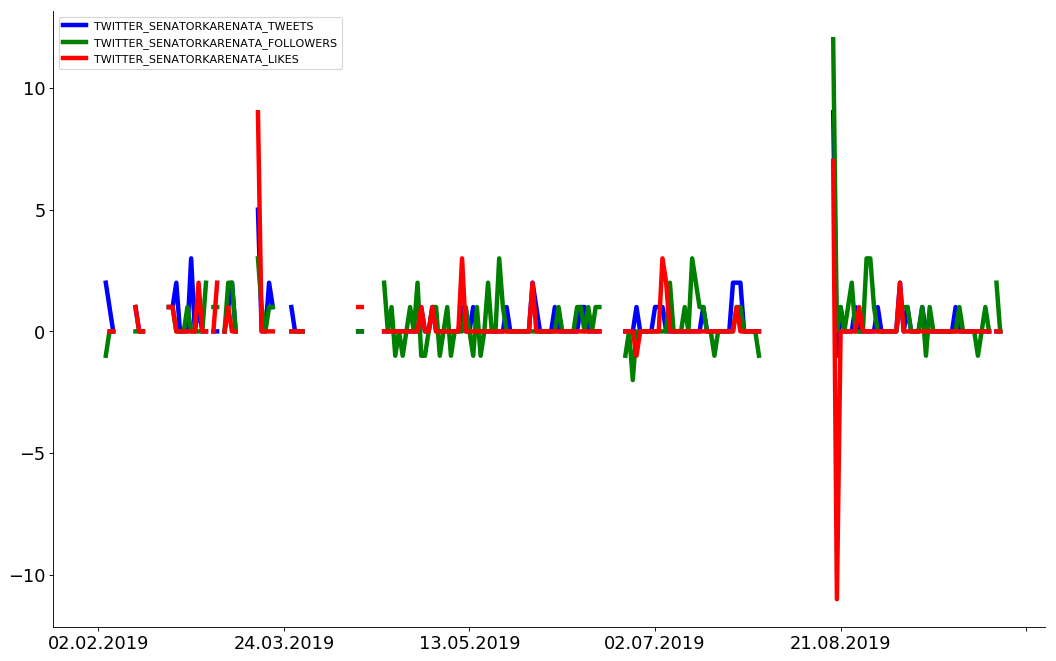 TWITTER_SENATORKARENATA_TWEETS
TWITTER_SENATORKARENATA_FOLLOWERS
TWITTER_SENATORKARENATA_LIKES
10
5
0
−5
−10
02.02.2019 24.03.2019 13.05.2019 02.07.2019 21.08.2019